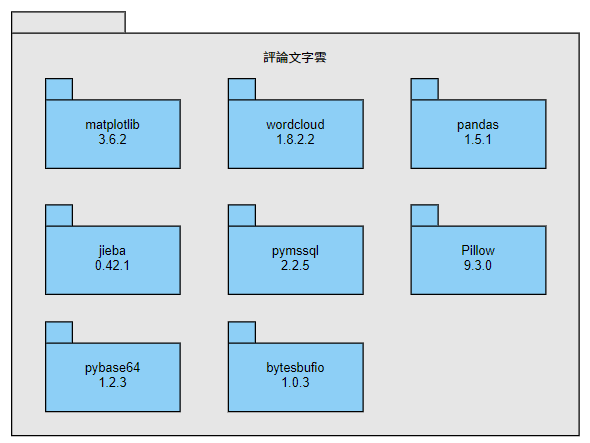 評論文字雲
matplotlib
3.6.2
wordcloud
1.8.2.2
pandas
1.5.1
jieba
0.42.1
pymssql
2.2.5
Pillow
9.3.0
pybase64
1.2.3
bytesbufio
1.0.3